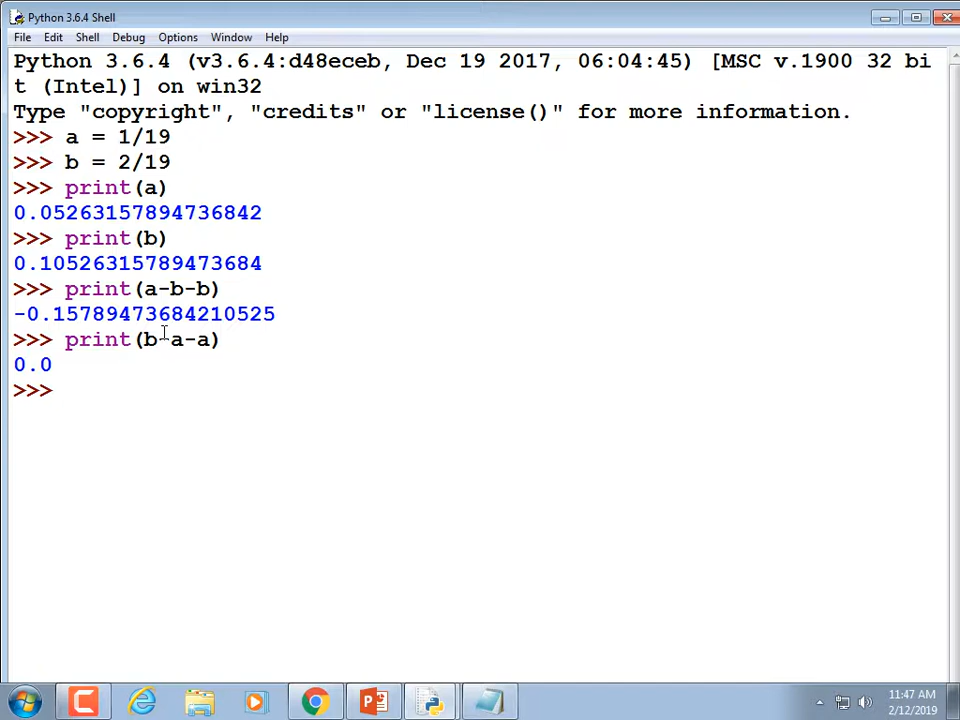 Python 3.6.4 Shell
File Edit Shell Debug Options Window Help
Python 3.6.4 (v3.6.4:d48eceb, Dec 19 2017, 06:04:45) [MSC v.1900 32 bi
t (Intel)] on win32
Type "copyright", "credits" or "license()" for more information.
>>> a = 1/19
>>> b = 2/19
>>> print(a)
0.05263157894736842
>>> print(b)
0.10526315789473684
>>> print(a-b-b)
-0.15789473684210525
>>> print(b-a-a)
0.0
>>>
11:47 AM
2/12/2019